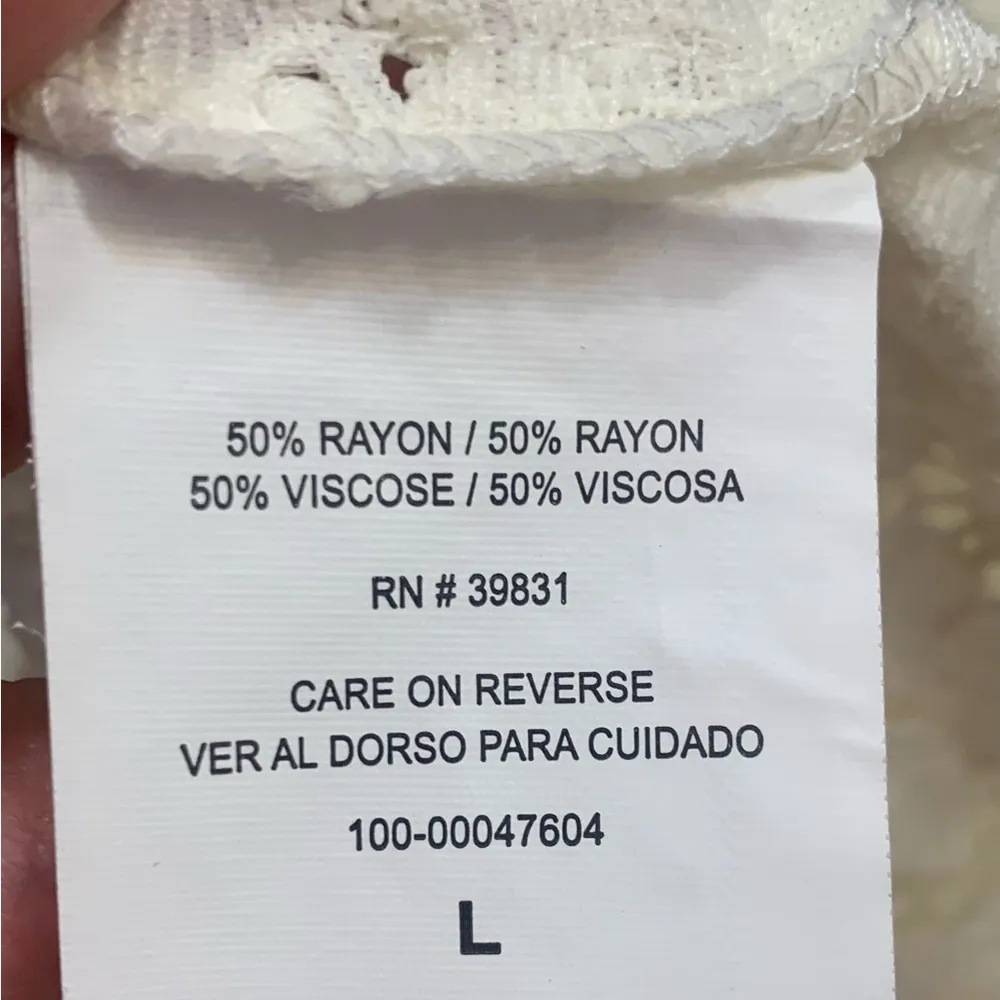 50% RAYON / 50% RAYON
50% VISCOSE / 50% VISCOSA
RN # 39831
CARE ON REVERSE
VER AL DORSO PARA CUIDADO
100-00047604
L